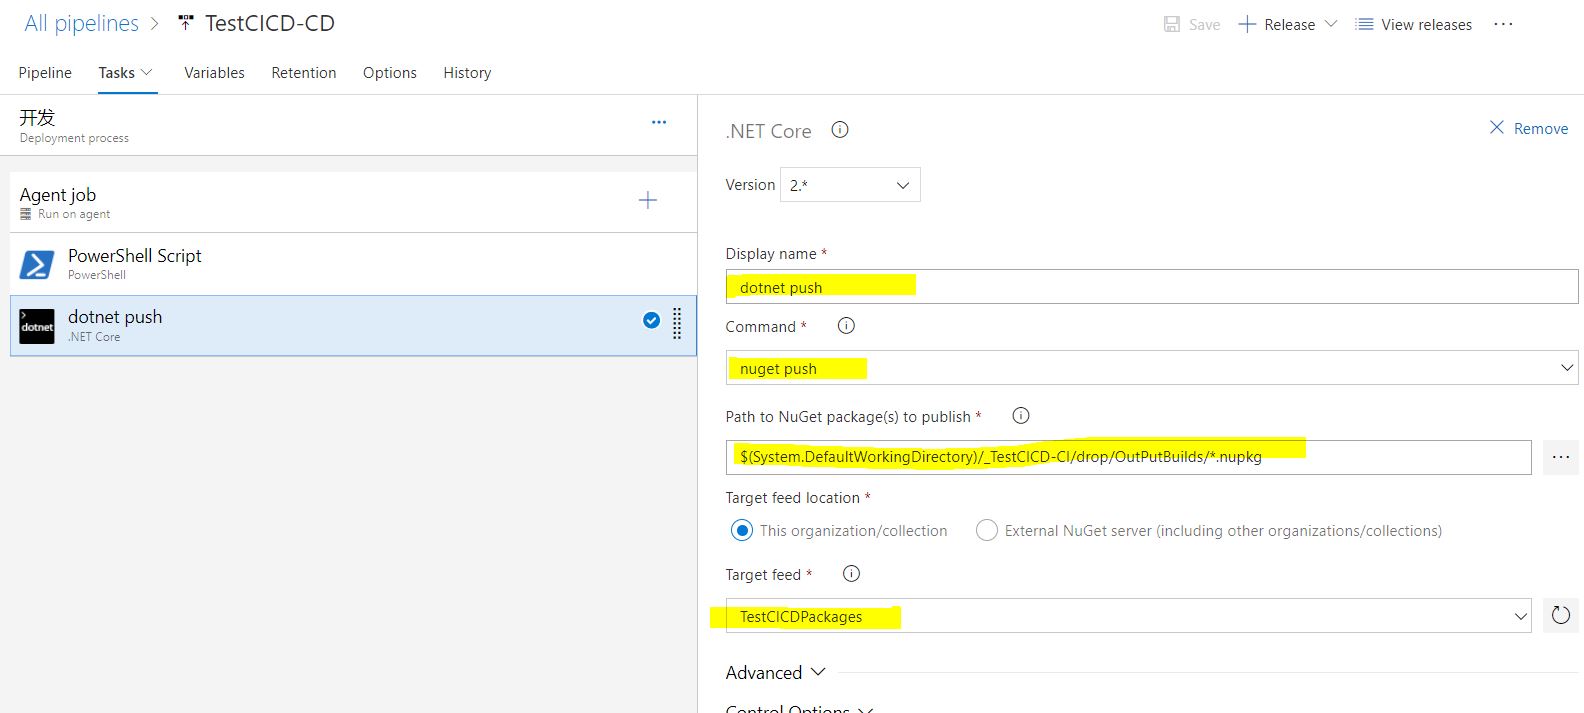 All pipelines > TestCICD-CD
Save + Release View releases ...
Pipeline Tasks Variables Retention Options History
开发
Deployment process
Agent job
Run on agent
PowerShell Script
PowerShell
dotnet
dotnet push
.NET Core
.NET Core
Remove
Version 2.*
Display name *
dotnet push
Command *
nuget push
Path to NuGet package(s) to publish *
$(System.DefaultWorkingDirectory)/_TestCICD-CI/drop/OutPutBuilds/*.nupkg
Target feed location *
This organization/collection External NuGet server (including other organizations/collections)
Target feed *
TestCICDPackages
Advanced
Control Options